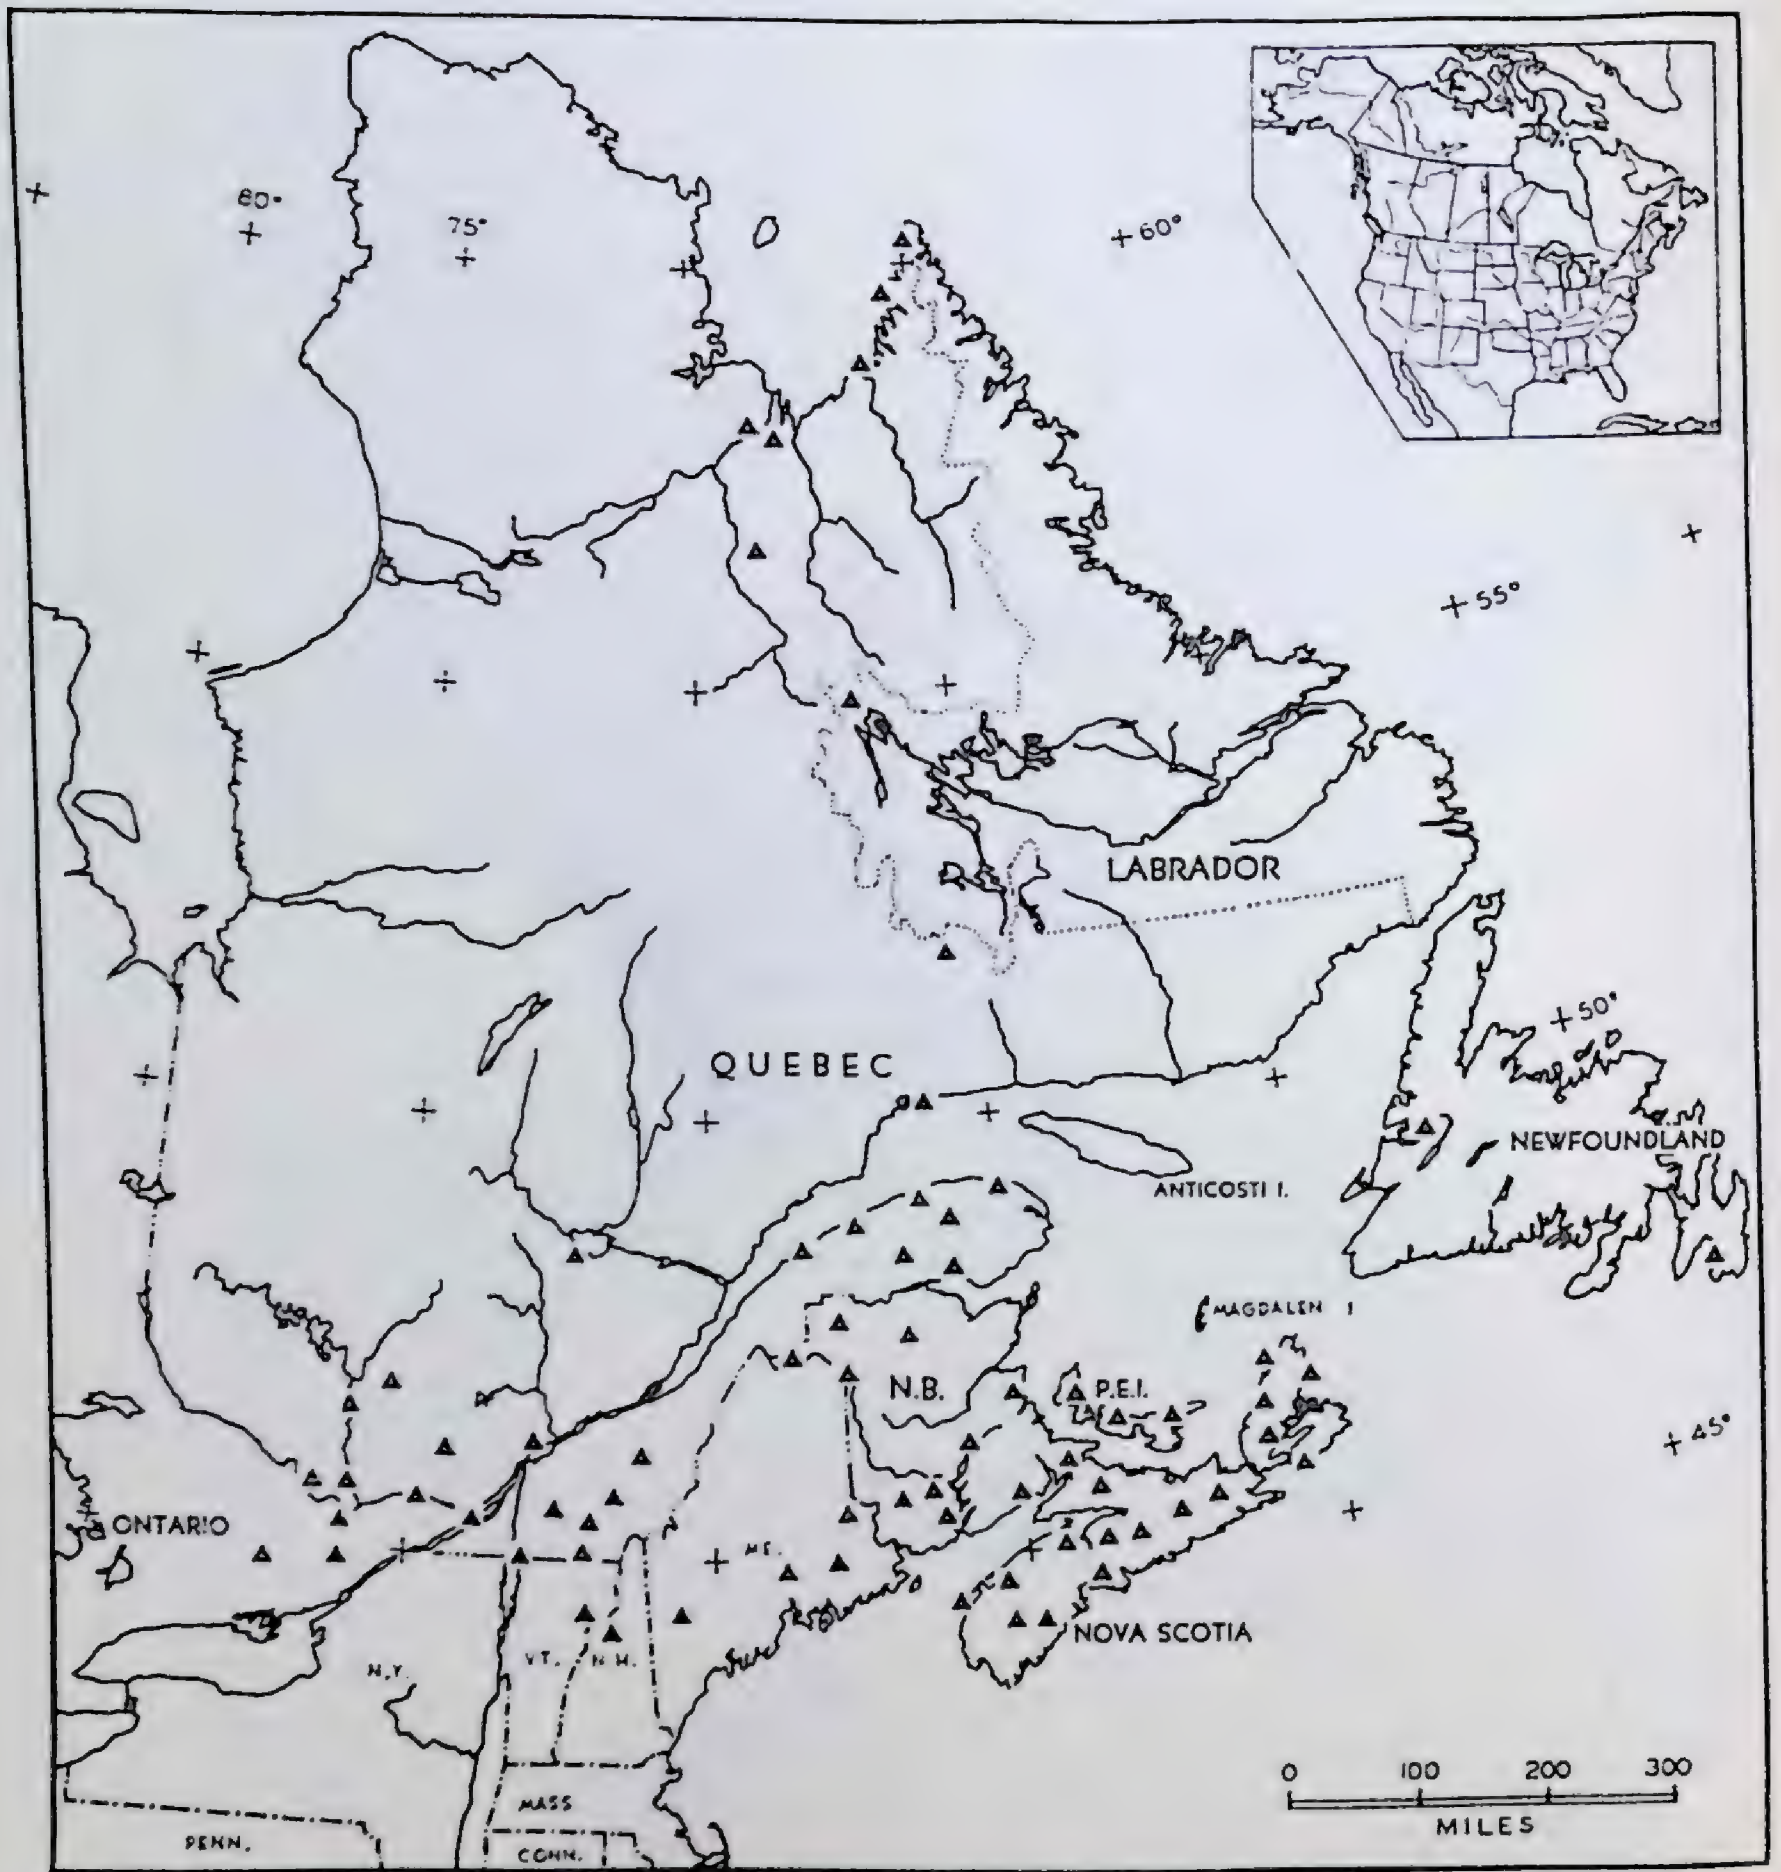 80°
75°
60°
55°
LABRADOR
50°
QUEBEC
NEWFOUNDLAND
ANTICOSTI I.
MAGDALEN I
P.E.I.
N.B.
45°
ONTARIO
ME.
NOVA SCOTIA
VT.
N.H.
N.Y.
0 100 200 300
MASS
MILES
PENN.
CONN.